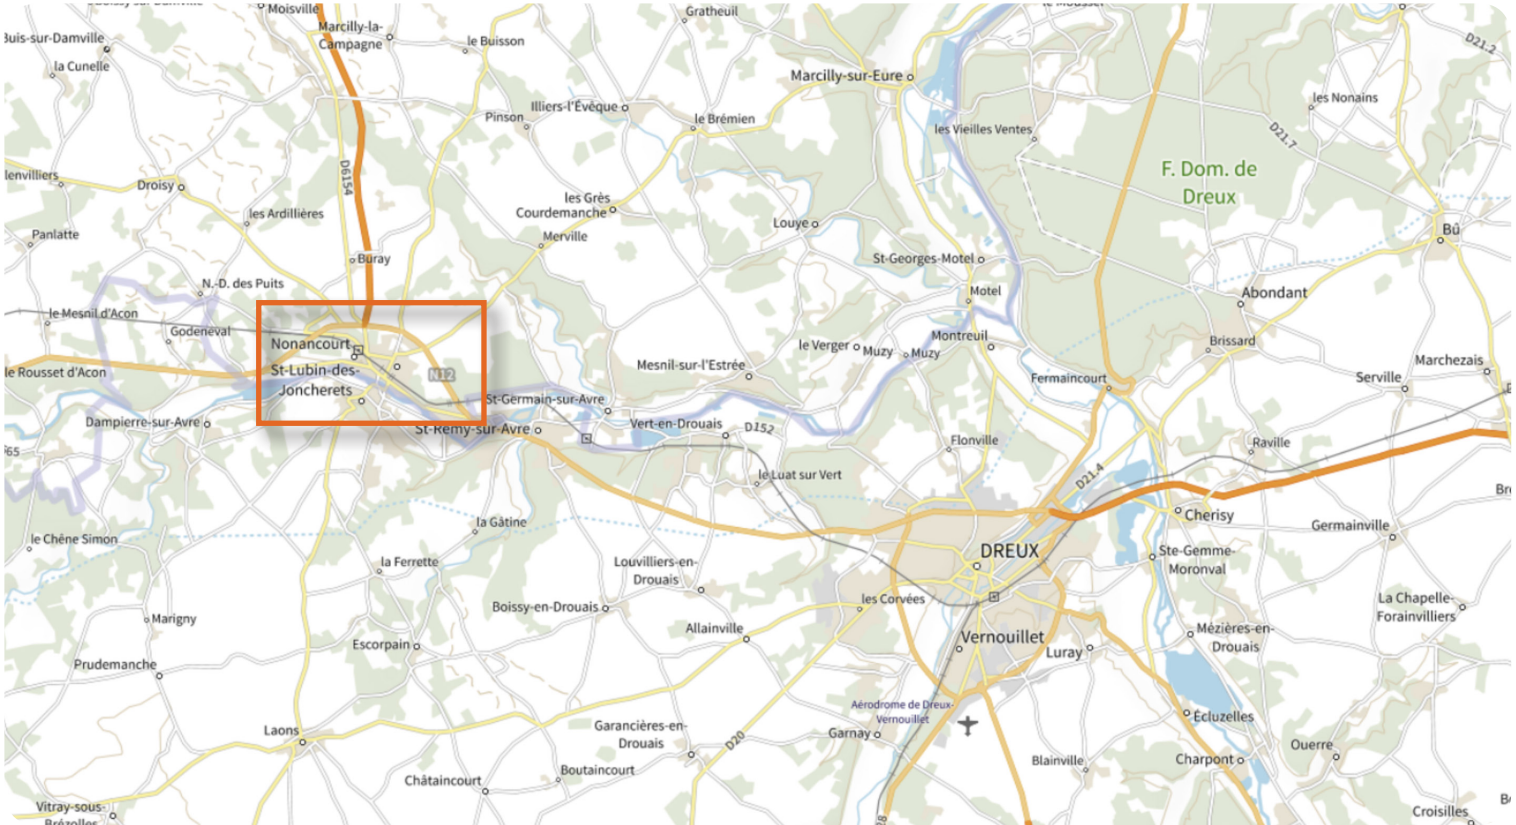 Moisville
Gratheuil
Marcilly-la-
Campagne
le Buisson
D21.2
la Cunelle
Marcilly-sur-Eure
les Nonains
Illiers-l'Évêque
Pinson
le Brémien
les Vieilles Ventes
D21.7
D6154
F. Dom. de
Dreux
Droisy
les Grès
Courdemanche
les Ardillières
Louye
Panlatte
Merville
Bû
Buray
St-Georges-Motel
N.-D. des Puits
Motel
Abondant
le Mesnil d'Acon
Godeneval
Nonancourt
Montreuil
Brissard
le Verger
Muzy
Muzy
Marchezais
Mesnil-sur-l'Estrée
le Rousset d'Acon
St-Lubin-des-
Joncherets
N12
Fermaincourt
Serville
St-Germain-sur-Avre
Dampierre-sur-Avre
St-Rémy-sur-Avre
Vert-en-Drouais
D152
Flonville
Raville
le Luat sur Vert
D21.4
Cherisy
la Gâtine
Germainville
le Chêne Simon
DREUX
Ste-Gemme-
Moronval
la Ferrette
Louvilliers-en-
Drouais
les Corvées
La Chapelle-
Forainvilliers
Boissy-en-Drouais
Marigny
Allainville
Vernouillet
Mézières-en-
Drouais
Escorpain
Luray
Prudemanche
Aérodrome de Dreux-
Vernouillet
Écluzelles
Laons
Garancières-en-
Drouais
D20
Garnay
Ouerre
Blainville
Charpont
Boutaincourt
Châtaincourt
Vitray-sous-
Brézolles
Croisilles